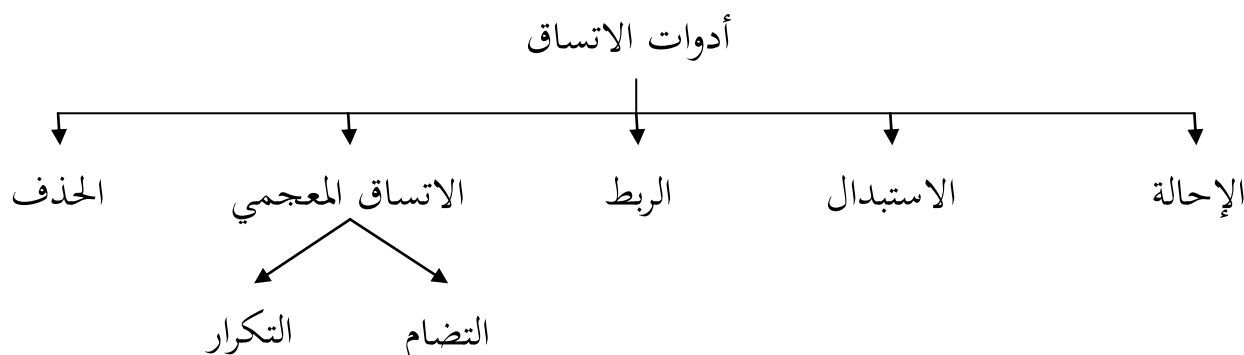 أدوات الاتساق
الإحالة الاستبدال الربط الاتساق المعجمي الحذف
التضام التكرار